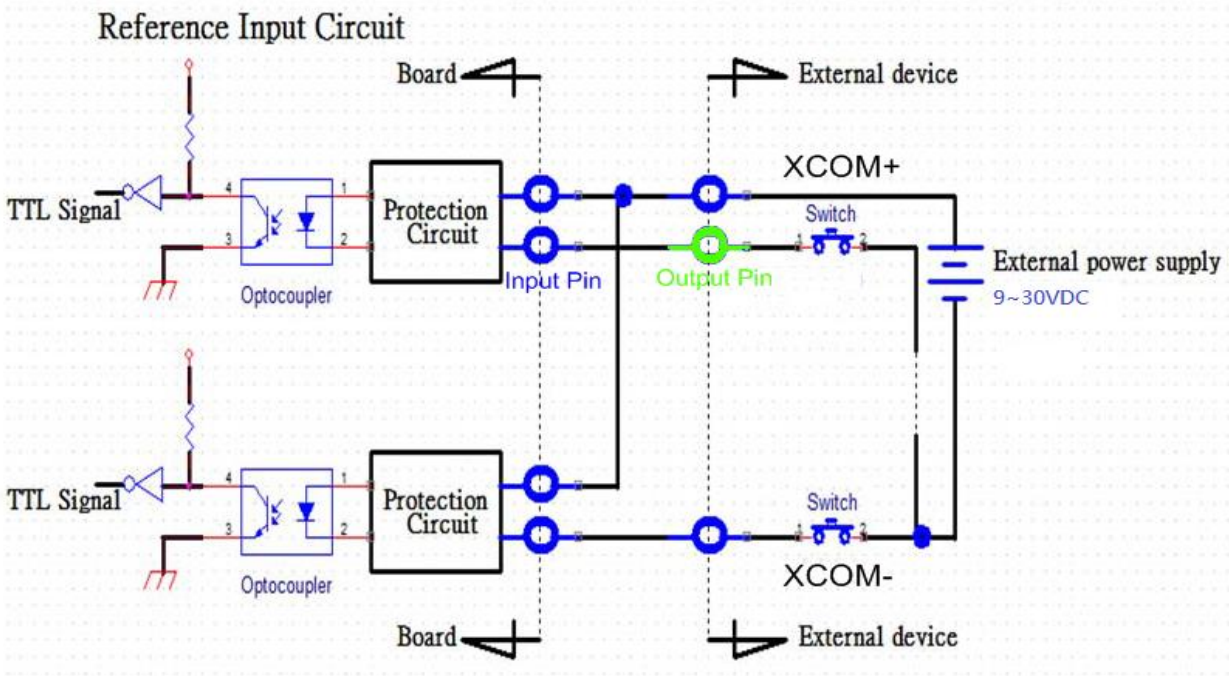 Reference Input Circuit
Board
External device
XCOM+
TTL Signal
4
1
3
2
Protection
Circuit
Optocoupler
Input Pin
Output Pin
Switch
1
2
External power supply
9~30VDC
TTL Signal
4
1
3
2
Protection
Circuit
Optocoupler
Switch
1
2
XCOM-
Board
External device